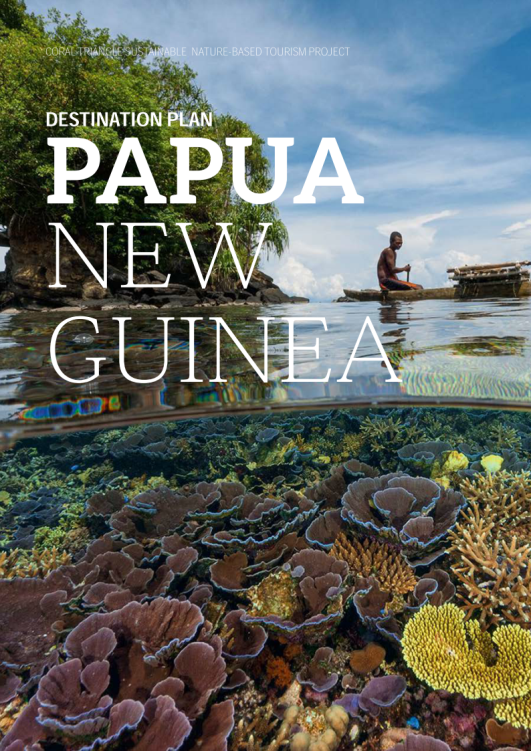 CORAL TRIANGLE SUSTAINABLE NATURE-BASED TOURISM PROJECT
DESTINATION PLAN
PAPUA
NEW
GUINEA